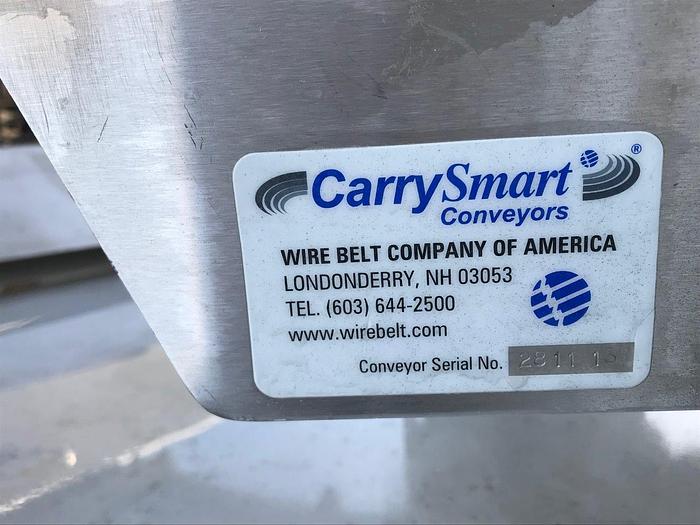 CarrySmart ®
Conveyors
WIRE BELT COMPANY OF AMERICA
LONDONDERRY, NH 03053
TEL. (603) 644-2500
www.wirebelt.com
Conveyor Serial No. 2811